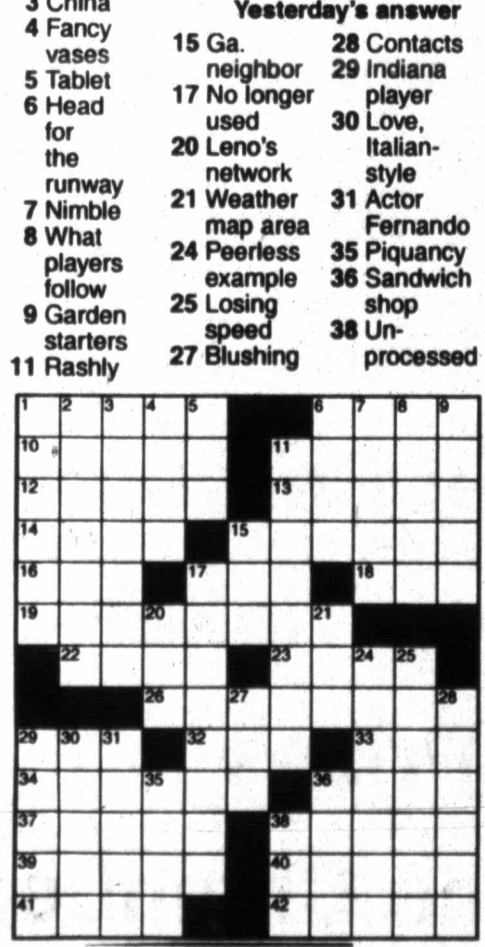 3 China
4 Fancy
vases
5 Tablet
6 Head
for
the
runway
7 Nimble
8 What
players
follow
9 Garden
starters
11 Rashly
Yesterday's answer
15 Ga.
neighbor
17 No longer
used
20 Leno's
network
21 Weather
map area
24 Peerless
example
25 Losing
speed
27 Blushing
28 Contacts
29 Indiana
player
30 Love,
Italian-
style
31 Actor
Fernando
35 Piquancy
36 Sandwich
shop
38 Un-
processed
1 2 3 4 5 6 7 8 9
10 11
12 13
14 15
16 17 18
19 20 21
22 23 24 25
26 27 28
29 30 31 32 33
34 35 36
37 38
39 40
41 42